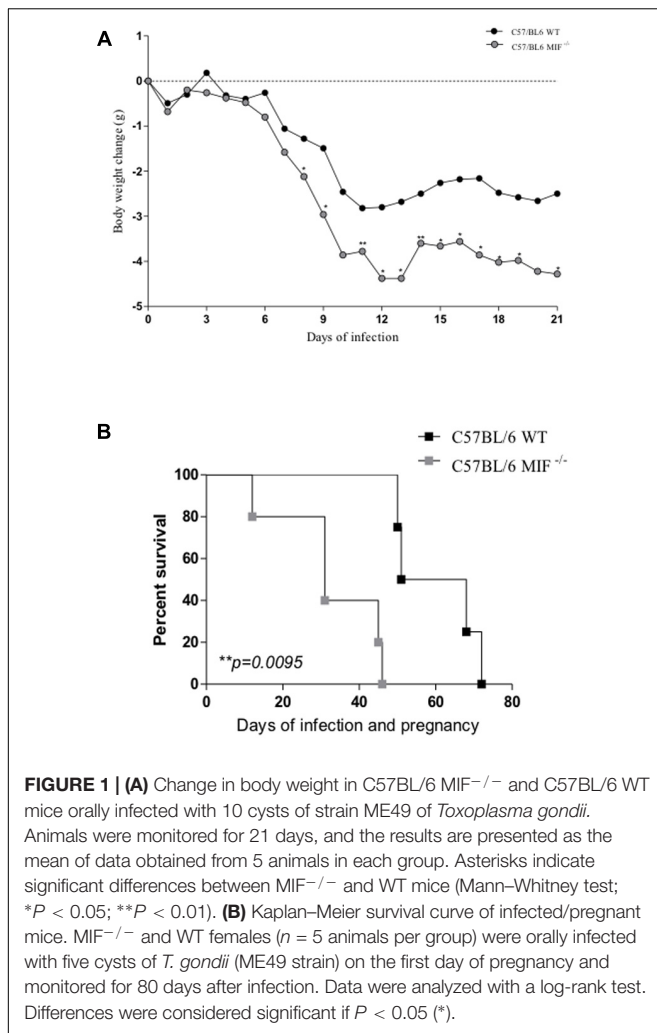 A
C57/BL6 WT
C57/BL6 MIF⁻/⁻
Body weight change (g)
1
0
-1
-2
-3
-4
-5
*
*
**
*
*
**
*
*
*
*
*
*
0 3 6 9 12 15 18 21
Days of infection
B
C57BL/6 WT
C57BL/6 MIF ⁻/⁻
Percent survival
100
80
60
40
20
0
**p=0.0095
0 20 40 60 80
Days of infection and pregnancy
FIGURE 1 | (A) Change in body weight in C57BL/6 MIF⁻/⁻ and C57BL/6 WT
mice orally infected with 10 cysts of strain ME49 of Toxoplasma gondii.
Animals were monitored for 21 days, and the results are presented as the
mean of data obtained from 5 animals in each group. Asterisks indicate
significant differences between MIF⁻/⁻ and WT mice (Mann–Whitney test;
*P < 0.05; **P < 0.01). (B) Kaplan–Meier survival curve of infected/pregnant
mice. MIF⁻/⁻ and WT females (n = 5 animals per group) were orally infected
with five cysts of T. gondii (ME49 strain) on the first day of pregnancy and
monitored for 80 days after infection. Data were analyzed with a log-rank test.
Differences were considered significant if P < 0.05 (*).